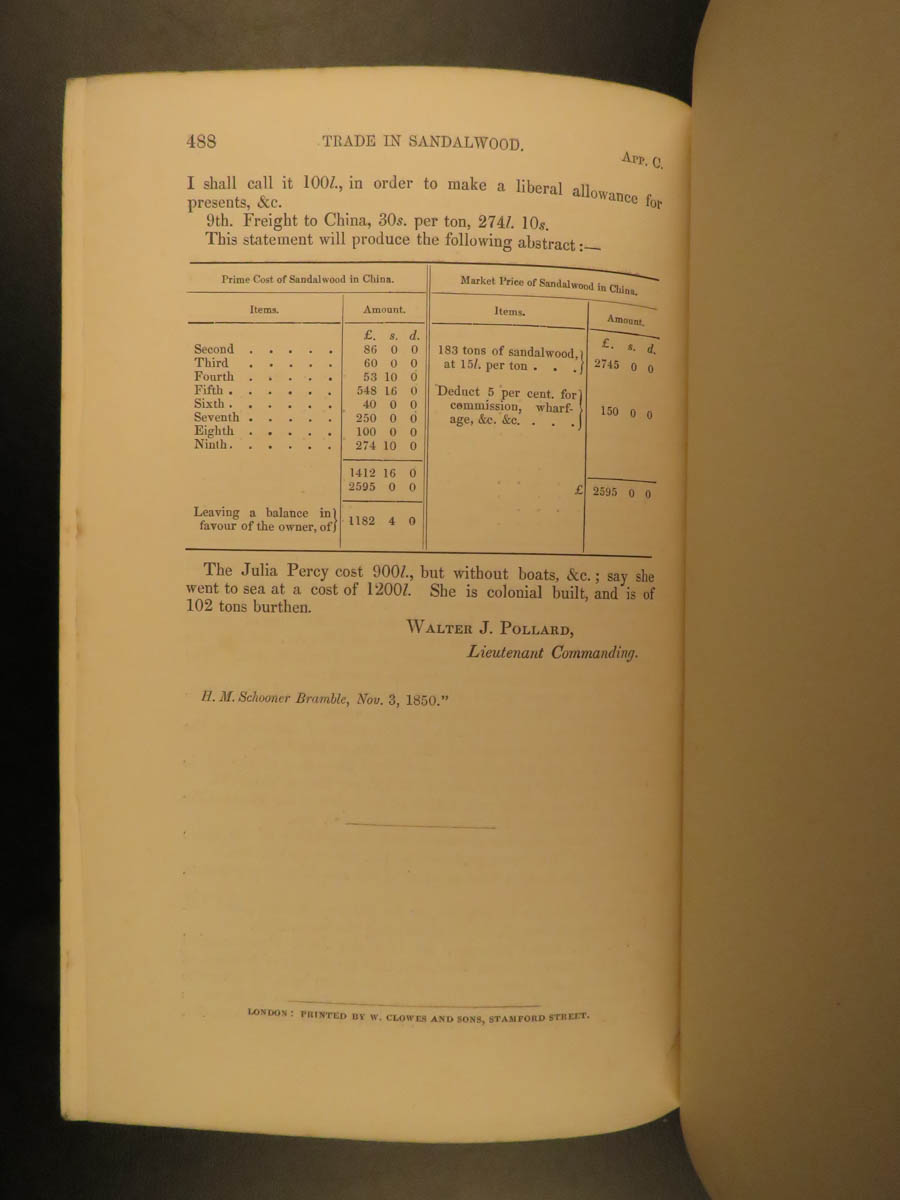 488 TRADE IN SANDALWOOD.
APP. C.
I shall call it 100l., in order to make a liberal allowance for
presents, &c.
9th. Freight to China, 30s. per ton, 274l. 10s.
This statement will produce the following abstract:—
Prime Cost of Sandalwood in China. Market Price of Sandalwood in China.
Items. Amount. Items. Amount.
£. s. d. £. s. d.
Second . . . . . 86 0 0 183 tons of sandalwood,}
Third . . . . . 60 0 0 at 15l. per ton . . .} 2745 0 0
Fourth . . . . . 53 10 0
Fifth . . . . . . 548 16 0 Deduct 5 per cent. for}
Sixth . . . . . . 40 0 0 commission, wharf-} 150 0 0
Seventh . . . . . 250 0 0 age, &c. &c. . . . .}
Eighth . . . . . 100 0 0
Ninth. . . . . . 274 10 0
1412 16 0
2595 0 0 £ 2595 0 0
Leaving a balance in}
favour of the owner, of} 1182 4 0
The Julia Percy cost 900l., but without boats, &c.; say she
went to sea at a cost of 1200l. She is colonial built, and is of
102 tons burthen.
WALTER J. POLLARD,
Lieutenant Commanding.
H. M. Schooner Bramble, Nov. 3, 1850."
LONDON: PRINTED BY W. CLOWES AND SONS, STAMFORD STREET.